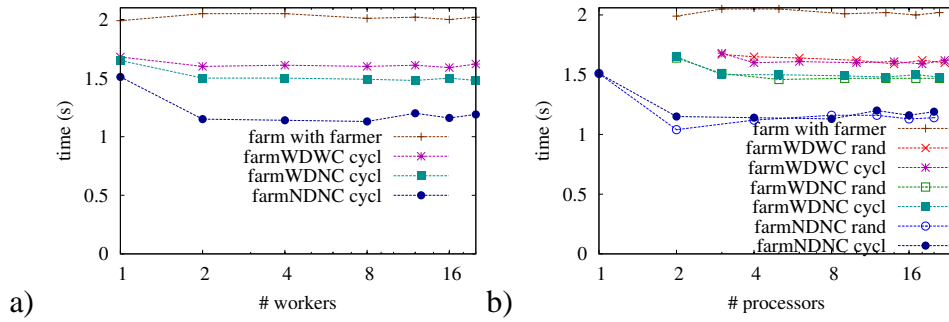 2
1.5
1
0.5
0
time (s)
farm with farmer
farmWDWC cycl
farmWDNC cycl
farmNDNC cycl
1 2 4 8 16
# workers
a)
2
1.5
1
0.5
0
time (s)
farm with farmer
farmWDWC rand
farmWDWC cycl
farmWDNC rand
farmWDNC cycl
farmNDNC rand
farmNDNC cycl
1 2 4 8 16
# processors
b)